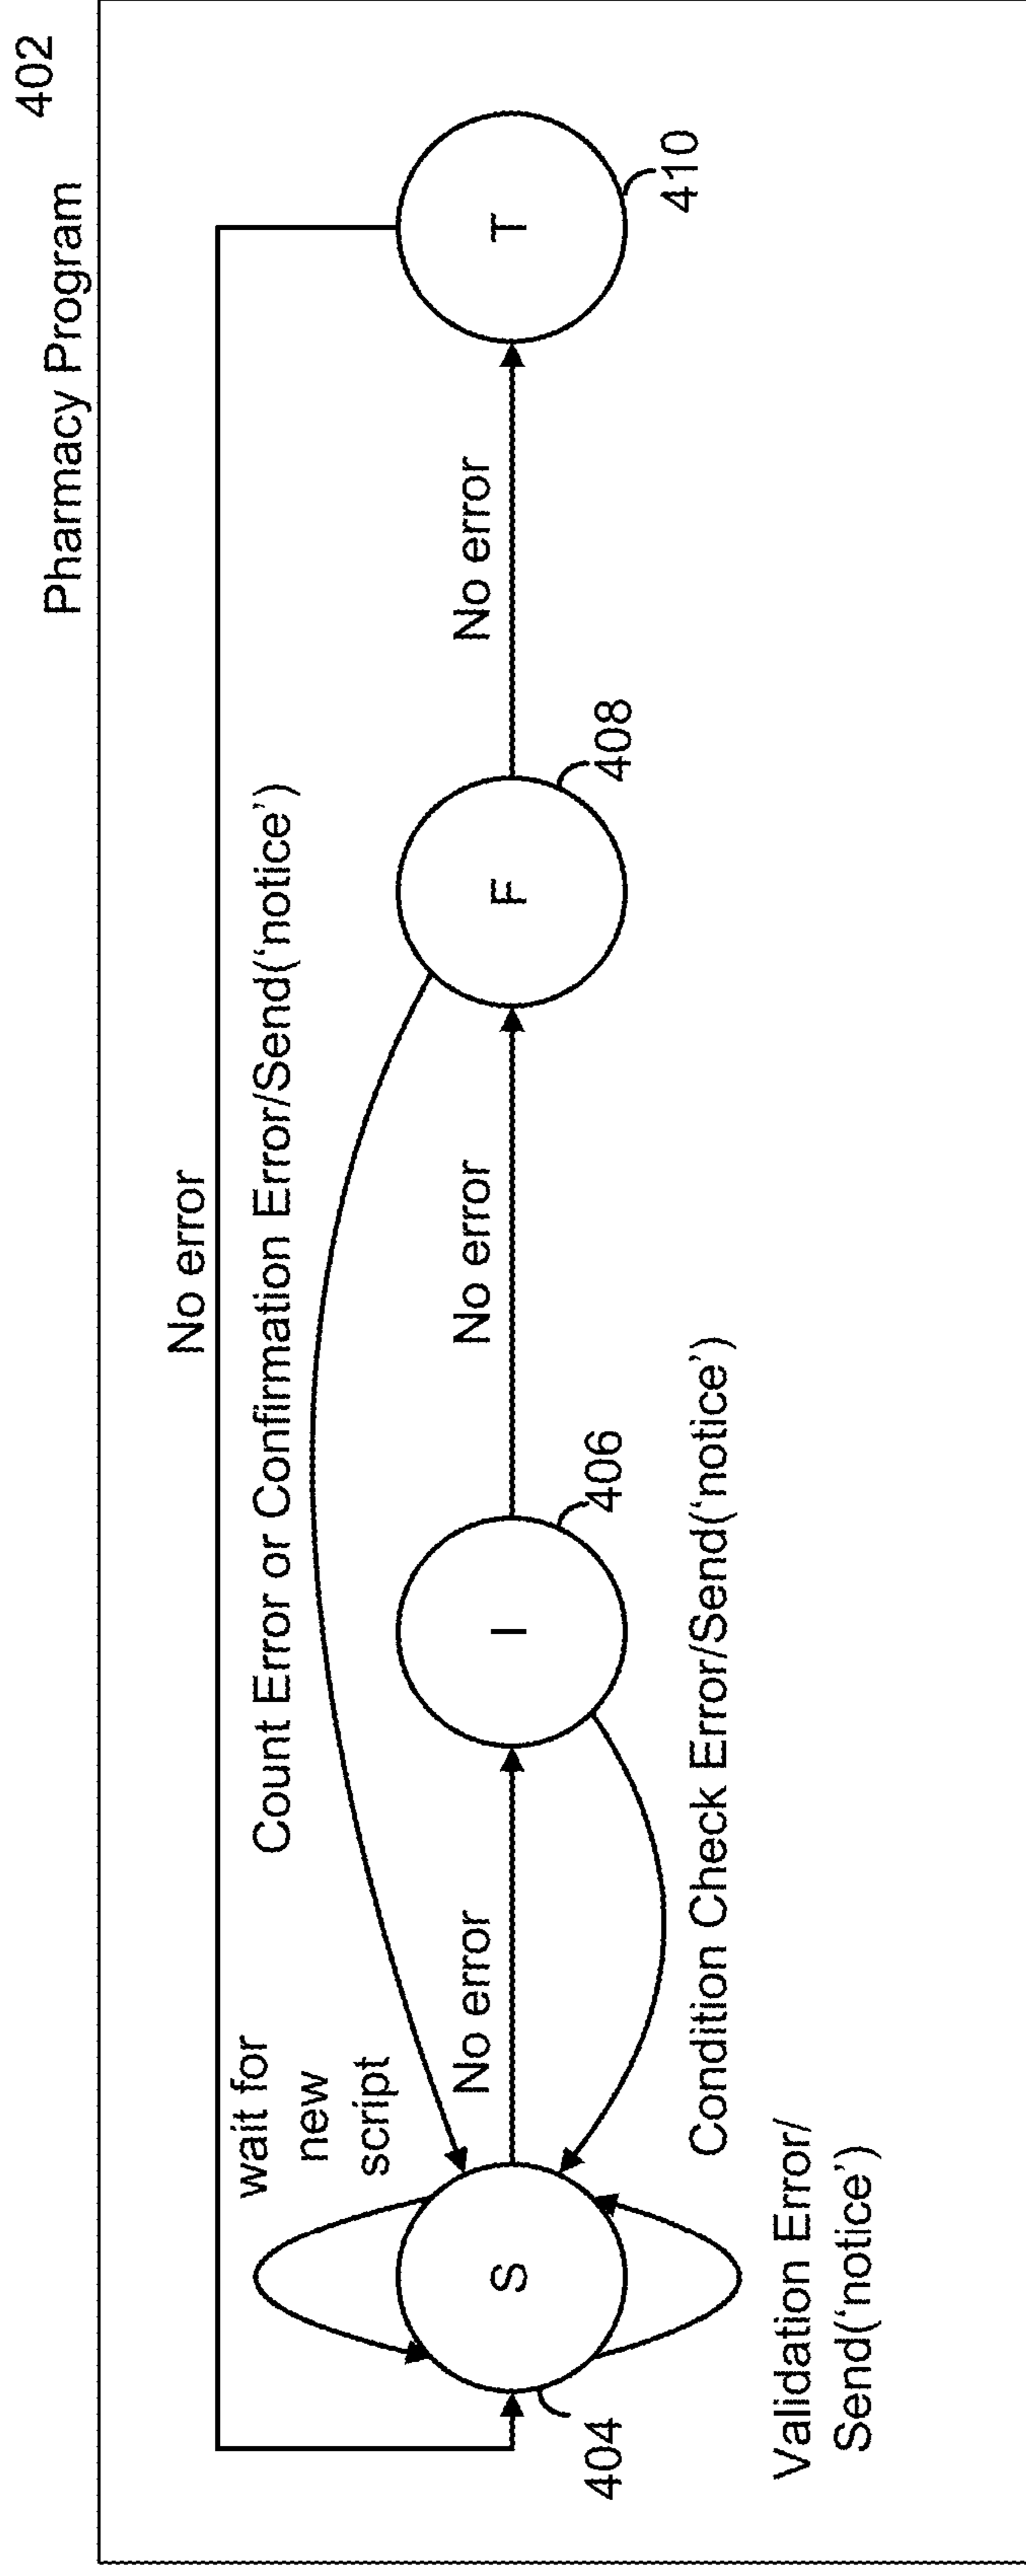 Pharmacy Program 402
No error
Count Error or Confirmation Error/Send('notice')
wait for
new
script
No error
No error
No error
S
I
F
T
404
406
408
410
Condition Check Error/Send('notice')
Validation Error/
Send('notice')